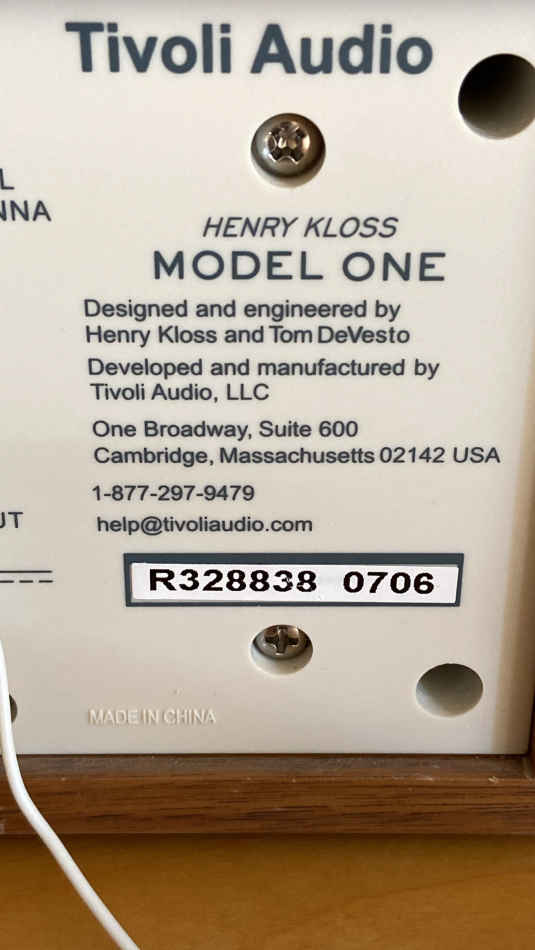 Tivoli Audio
L
NNA
HENRY KLOSS
MODEL ONE
Designed and engineered by
Henry Kloss and Tom DeVesto
Developed and manufactured by
Tivoli Audio, LLC
One Broadway, Suite 600
Cambridge, Massachusetts 02142 USA
1-877-297-9479
UT
help@tivoliaudio.com
R328838 0706
MADE IN CHINA